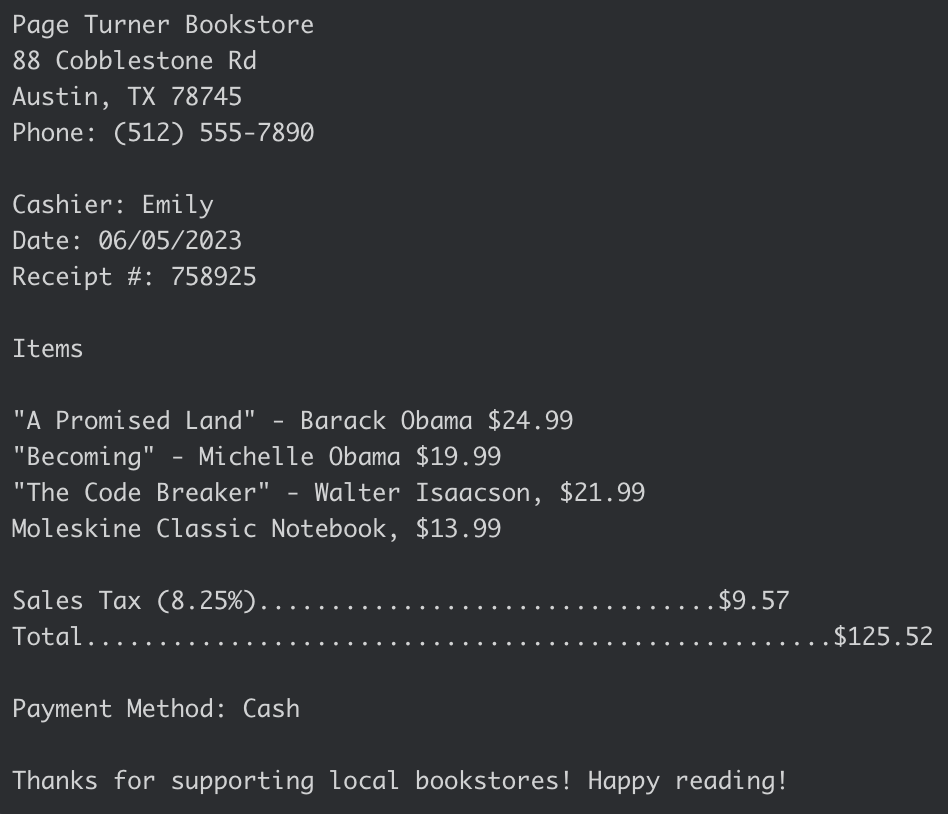 Page Turner Bookstore
88 Cobblestone Rd
Austin, TX 78745
Phone: (512) 555-7890
Cashier: Emily
Date: 06/05/2023
Receipt #: 758925
Items
"A Promised Land" - Barack Obama $24.99
"Becoming" - Michelle Obama $19.99
"The Code Breaker" - Walter Isaacson, $21.99
Moleskine Classic Notebook, $13.99
Sales Tax (8.25%)................................$9.57
Total....................................................$125.52
Payment Method: Cash
Thanks for supporting local bookstores! Happy reading!